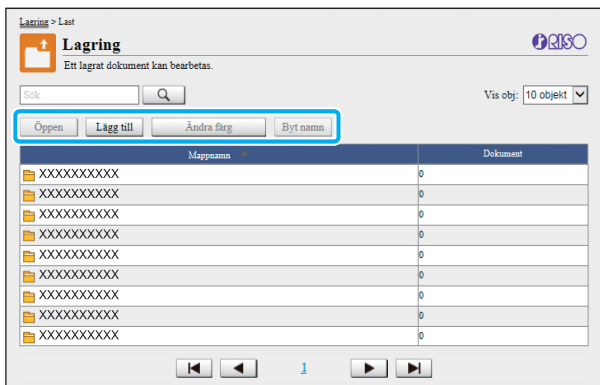 Lagring > Last
Lagring
RISO
Ett lagrat dokument kan bearbetas.
Sök
Vis obj: 10 objekt
Öppen Lägg till Ändra färg Byt namn
Mappnamn Dokument
XXXXXXXXXX 0
XXXXXXXXXX 0
XXXXXXXXXX 0
XXXXXXXXXX 0
XXXXXXXXXX 0
XXXXXXXXXX 0
XXXXXXXXXX 0
XXXXXXXXXX 0
XXXXXXXXXX 0
1